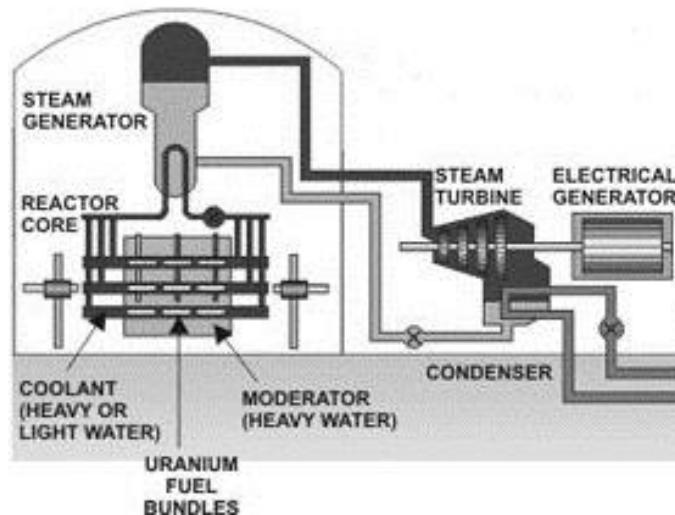 STEAM
GENERATOR
REACTOR
CORE
STEAM
TURBINE
ELECTRICAL
GENERATOR
COOLANT
(HEAVY OR
LIGHT WATER)
MODERATOR
(HEAVY WATER)
CONDENSER
URANIUM
FUEL
BUNDLES